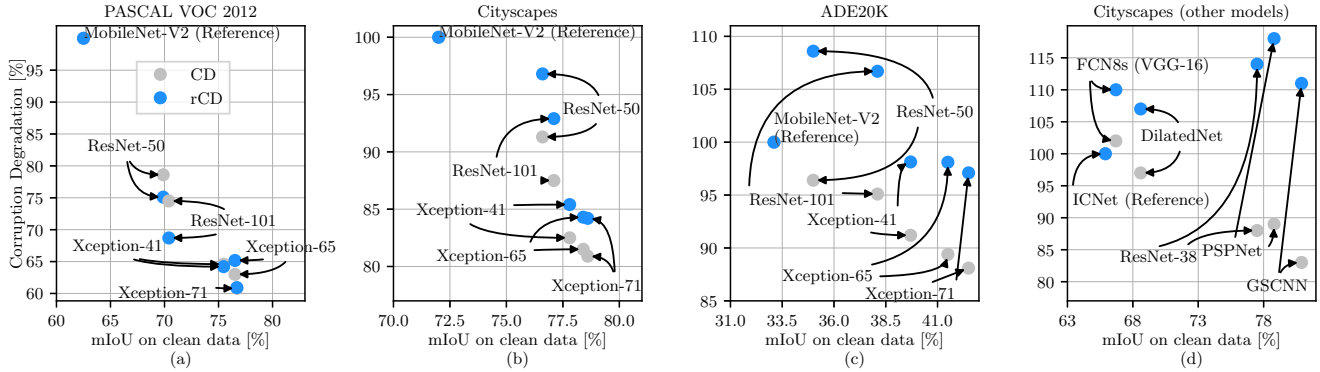 PASCAL VOC 2012
MobileNet-V2 (Reference)
CD
rCD
ResNet-50
ResNet-101
Xception-41
Xception-65
Xception-71
Corruption Degradation [%]
95
90
85
80
75
70
65
60
60 65 70 75 80
mIoU on clean data [%]
(a)
Cityscapes
MobileNet-V2 (Reference)
ResNet-50
ResNet-101
Xception-41
Xception-65
Xception-71
100
95
90
85
80
70.0 72.5 75.0 77.5 80.0
mIoU on clean data [%]
(b)
ADE20K
ResNet-50
MobileNet-V2
(Reference)
ResNet-101
Xception-41
Xception-65
Xception-71
110
105
100
95
90
85
31.0 33.5 36.0 38.5 41.0
mIoU on clean data [%]
(c)
Cityscapes (other models)
FCN8s (VGG-16)
DilatedNet
ICNet (Reference)
ResNet-38
PSPNet
GSCNN
115
110
105
100
95
90
85
80
63 68 73 78
mIoU on clean data [%]
(d)